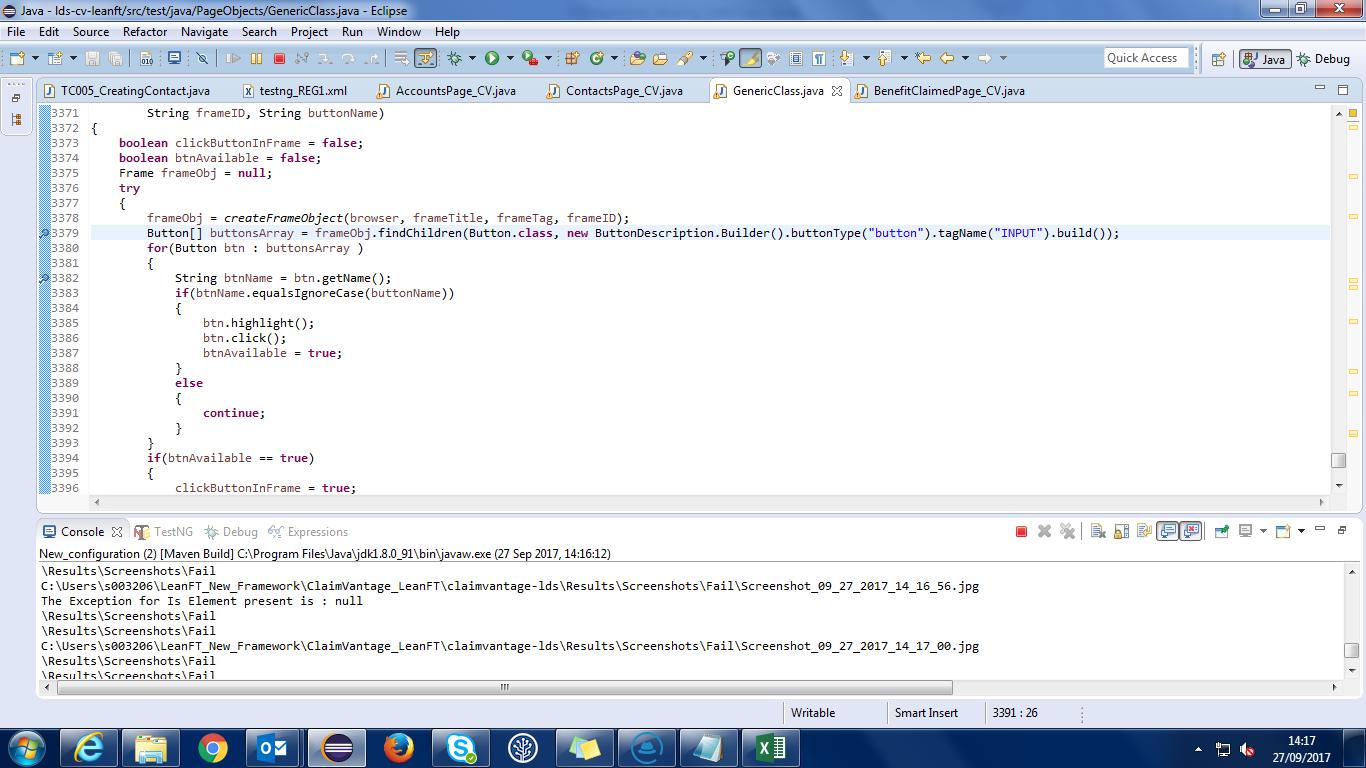 Java - lds-cv-leanft/src/test/java/PageObjects/GenericClass.java - Eclipse
File Edit Source Refactor Navigate Search Project Run Window Help
Quick Access Java Debug
TC005_CreatingContact.java testng_REG1.xml AccountsPage_CV.java ContactsPage_CV.java GenericClass.java BenefitClaimedPage_CV.java
3371 String frameID, String buttonName)
3372 {
3373 boolean clickButtonInFrame = false;
3374 boolean btnAvailable = false;
3375 Frame frameObj = null;
3376 try
3377 {
3378 frameObj = createFrameObject(browser, frameTitle, frameTag, frameID);
3379 Button[] buttonsArray = frameObj.findChildren(Button.class, new ButtonDescription.Builder().buttonType("button").tagName("INPUT").build());
3380 for(Button btn : buttonsArray )
3381 {
3382 String btnName = btn.getName();
3383 if(btnName.equalsIgnoreCase(buttonName))
3384 {
3385 btn.highlight();
3386 btn.click();
3387 btnAvailable = true;
3388 }
3389 else
3390 {
3391 continue;
3392 }
3393 }
3394 if(btnAvailable == true)
3395 {
3396 clickButtonInFrame = true;
Console TestNG Debug Expressions
New_configuration (2) [Maven Build] C:\Program Files\Java\jdk1.8.0_91\bin\javaw.exe (27 Sep 2017, 14:16:12)
\Results\Screenshots\Fail
C:\Users\s003206\LeanFT_New_Framework\ClaimVantage_LeanFT\claimvantage-lds\Results\Screenshots\Fail\Screenshot_09_27_2017_14_16_56.jpg
The Exception for Is Element present is : null
\Results\Screenshots\Fail
\Results\Screenshots\Fail
C:\Users\s003206\LeanFT_New_Framework\ClaimVantage_LeanFT\claimvantage-lds\Results\Screenshots\Fail\Screenshot_09_27_2017_14_17_00.jpg
\Results\Screenshots\Fail
\Results\Screenshots\Fail
Writable Smart Insert 3391 : 26
14:17
27/09/2017